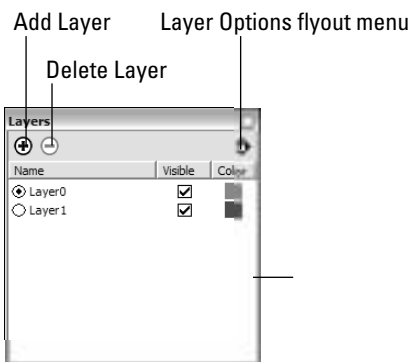 Add Layer Layer Options flyout menu
Delete Layer
Layers
Name Visible Color
Layer0
Layer1